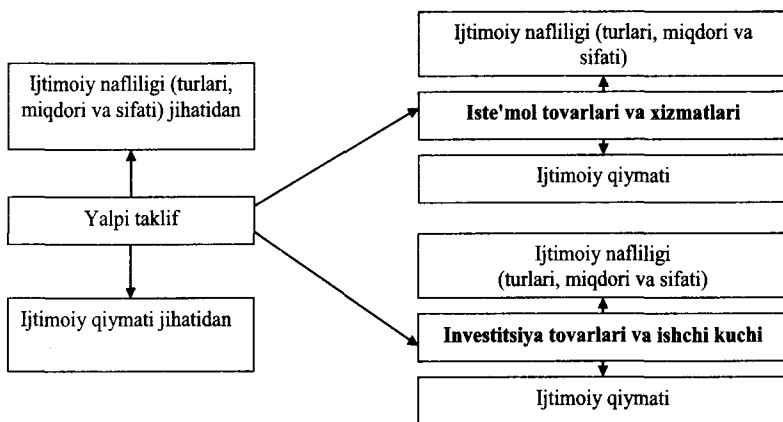 Ijtimoiy nafliligi (turlari,
miqdori va sifati) jihatidan
Yalpi taklif
Ijtimoiy qiymati jihatidan
Ijtimoiy nafliligi (turlari, miqdori va
sifati)
Iste'mol tovarlari va xizmatlari
Ijtimoiy qiymati
Ijtimoiy nafliligi
(turlari, miqdori va sifati)
Investitsiya tovarlari va ishchi kuchi
Ijtimoiy qiymati